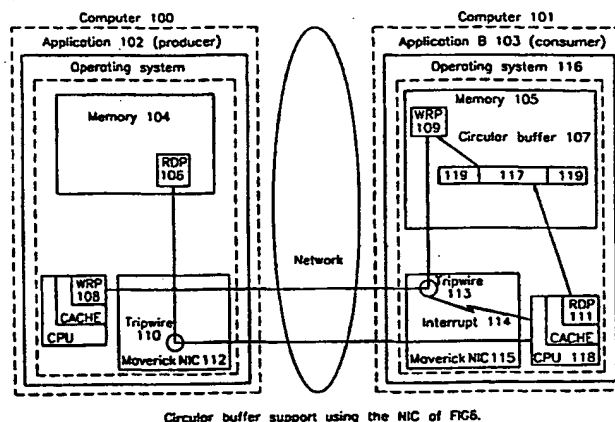 Computer 100
Application 102 (producer)
Operating system
Memory 104
RDP
106
WRP
108
CACHE
CPU
Tripwire
110
Maverick NIC 112
Network
Computer 101
Application B 103 (consumer)
Operating system 116
Memory 105
WRP
109
Circular buffer 107
119 117 119
Tripwire
113
Interrupt 114
Maverick NIC 115
RDP
111
CACHE
CPU 118
Circular buffer support using the NIC of FIG6.